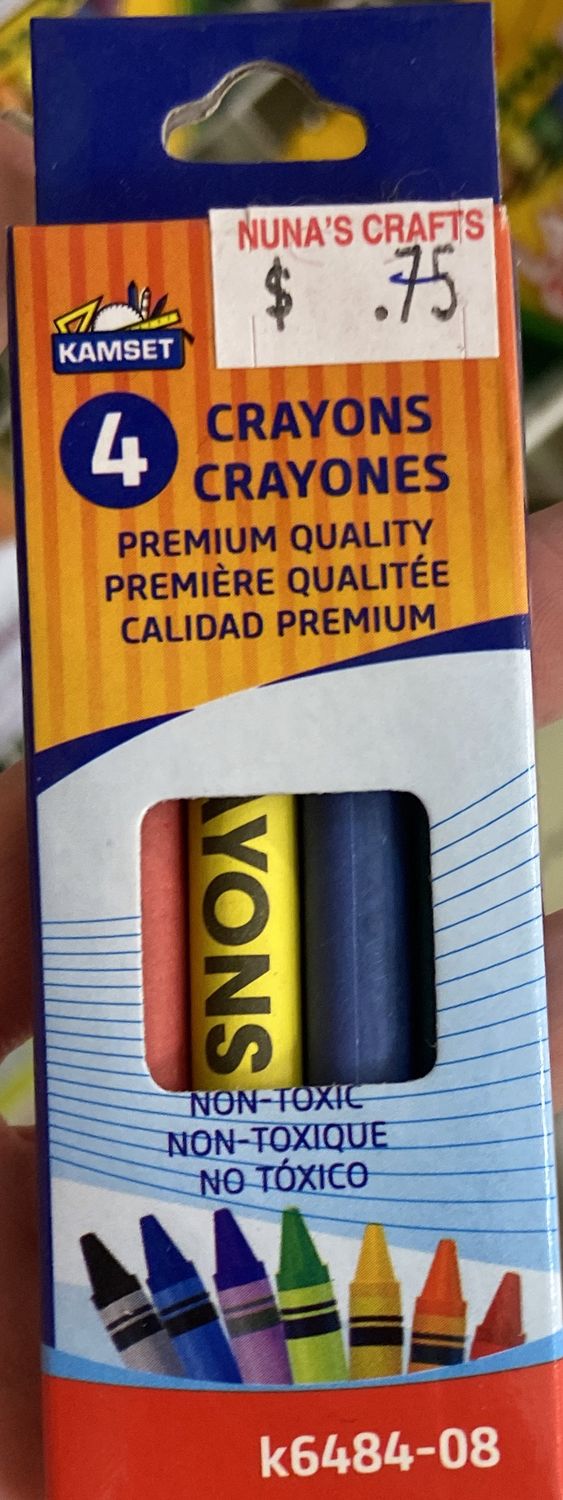 NUNA'S CRAFTS
$ .75
KAMSET
4 CRAYONS
CRAYONES
PREMIUM QUALITY
PREMIÈRE QUALITÉE
CALIDAD PREMIUM
AYONS
NON-TOXIC
NON-TOXIQUE
NO TÓXICO
k6484-08